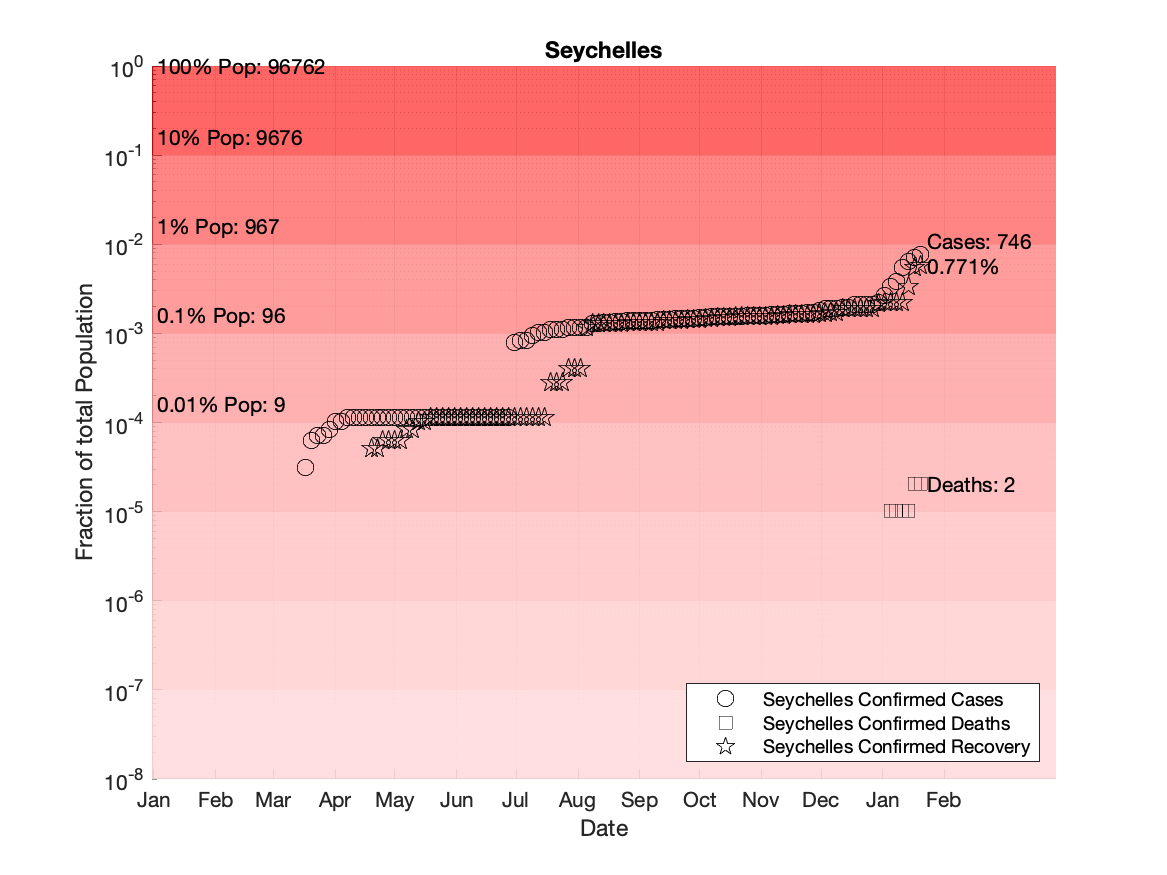 Seychelles
10^0
100% Pop: 96762
10% Pop: 9676
10^-1
1% Pop: 967
10^-2
Cases: 746
0.771%
0.1% Pop: 96
10^-3
0.01% Pop: 9
10^-4
Deaths: 2
10^-5
10^-6
10^-7
10^-8
Fraction of total Population
Seychelles Confirmed Cases
Seychelles Confirmed Deaths
Seychelles Confirmed Recovery
Jan Feb Mar Apr May Jun Jul Aug Sep Oct Nov Dec Jan Feb
Date